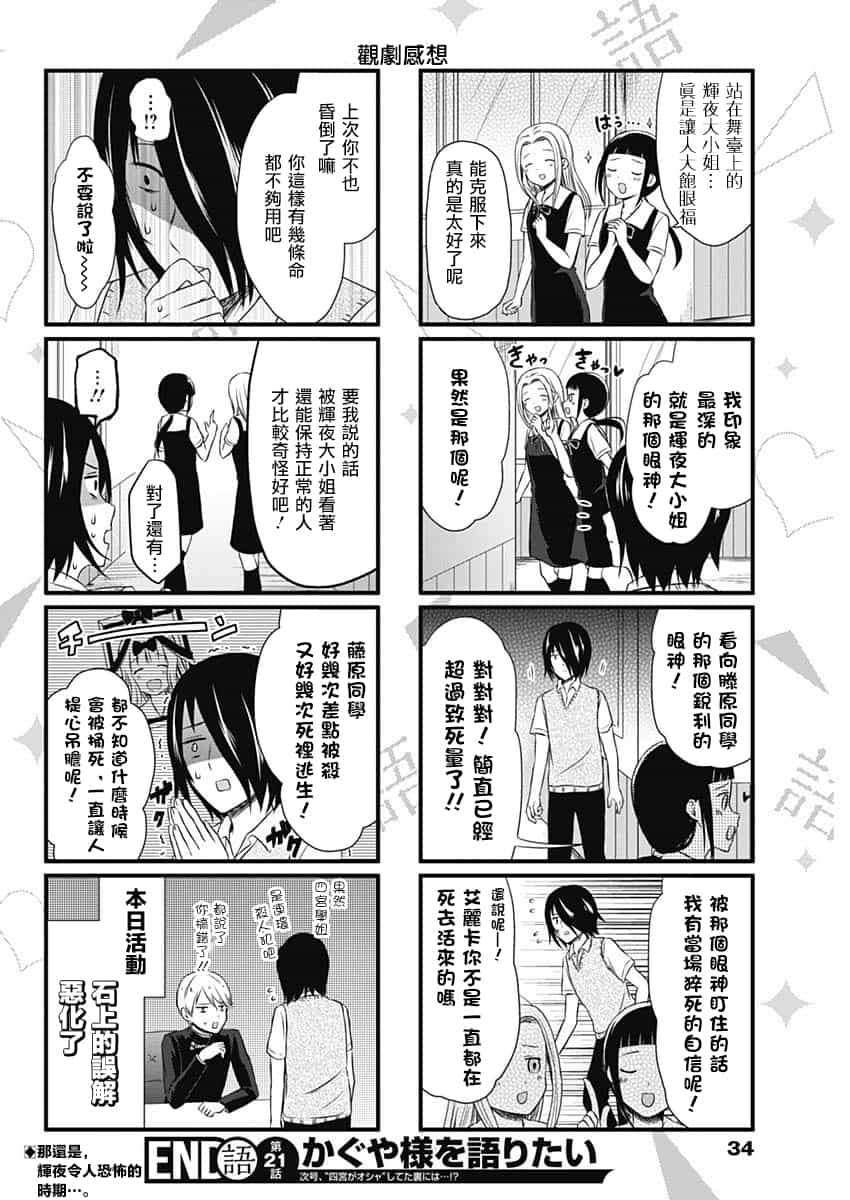 觀劇感想
站在舞臺上的
輝夜大小姐…
眞是讓人大飽眼福
はぅ…
能克服下來
真的是太好了呢
我印象
最深的
就是輝夜大小姐
的那個眼神！
きゃっ
きゃっ
果然是那個呢！
看向藤原同學
的那個銳利的
眼神！
對對對！簡直已經
超過致死量了!!
被那個眼神盯住的話
我有當場猝死的自信呢！
還說呢—！
艾麗卡你不是一直都在
死去活來的嗎
上次你不也
昏倒了嘛
你這樣有幾條命
都不夠用吧
…!?
不要說了啦～～
要我説的話
被輝夜大小姐看著
還能保持正常的人
才比較奇怪好吧！
對了還有…
…!!
藤原同學
好幾次差點被殺
又好幾次死裡逃生！
チーン
都不知道什麼時候
會被捅死、一直讓人
提心吊膽呢！
果然
四宮學姐
是連環
殺人犯吧
都說了
你搞錯了!!
本日活動
石上的誤解
惡化了
34
◆那還是，
輝夜令人恐怖的
時期…。
END
語
第21話
かぐや様を語りたい
次号、“四宮がオシャ”してた裏には…!?
語
語
語
語